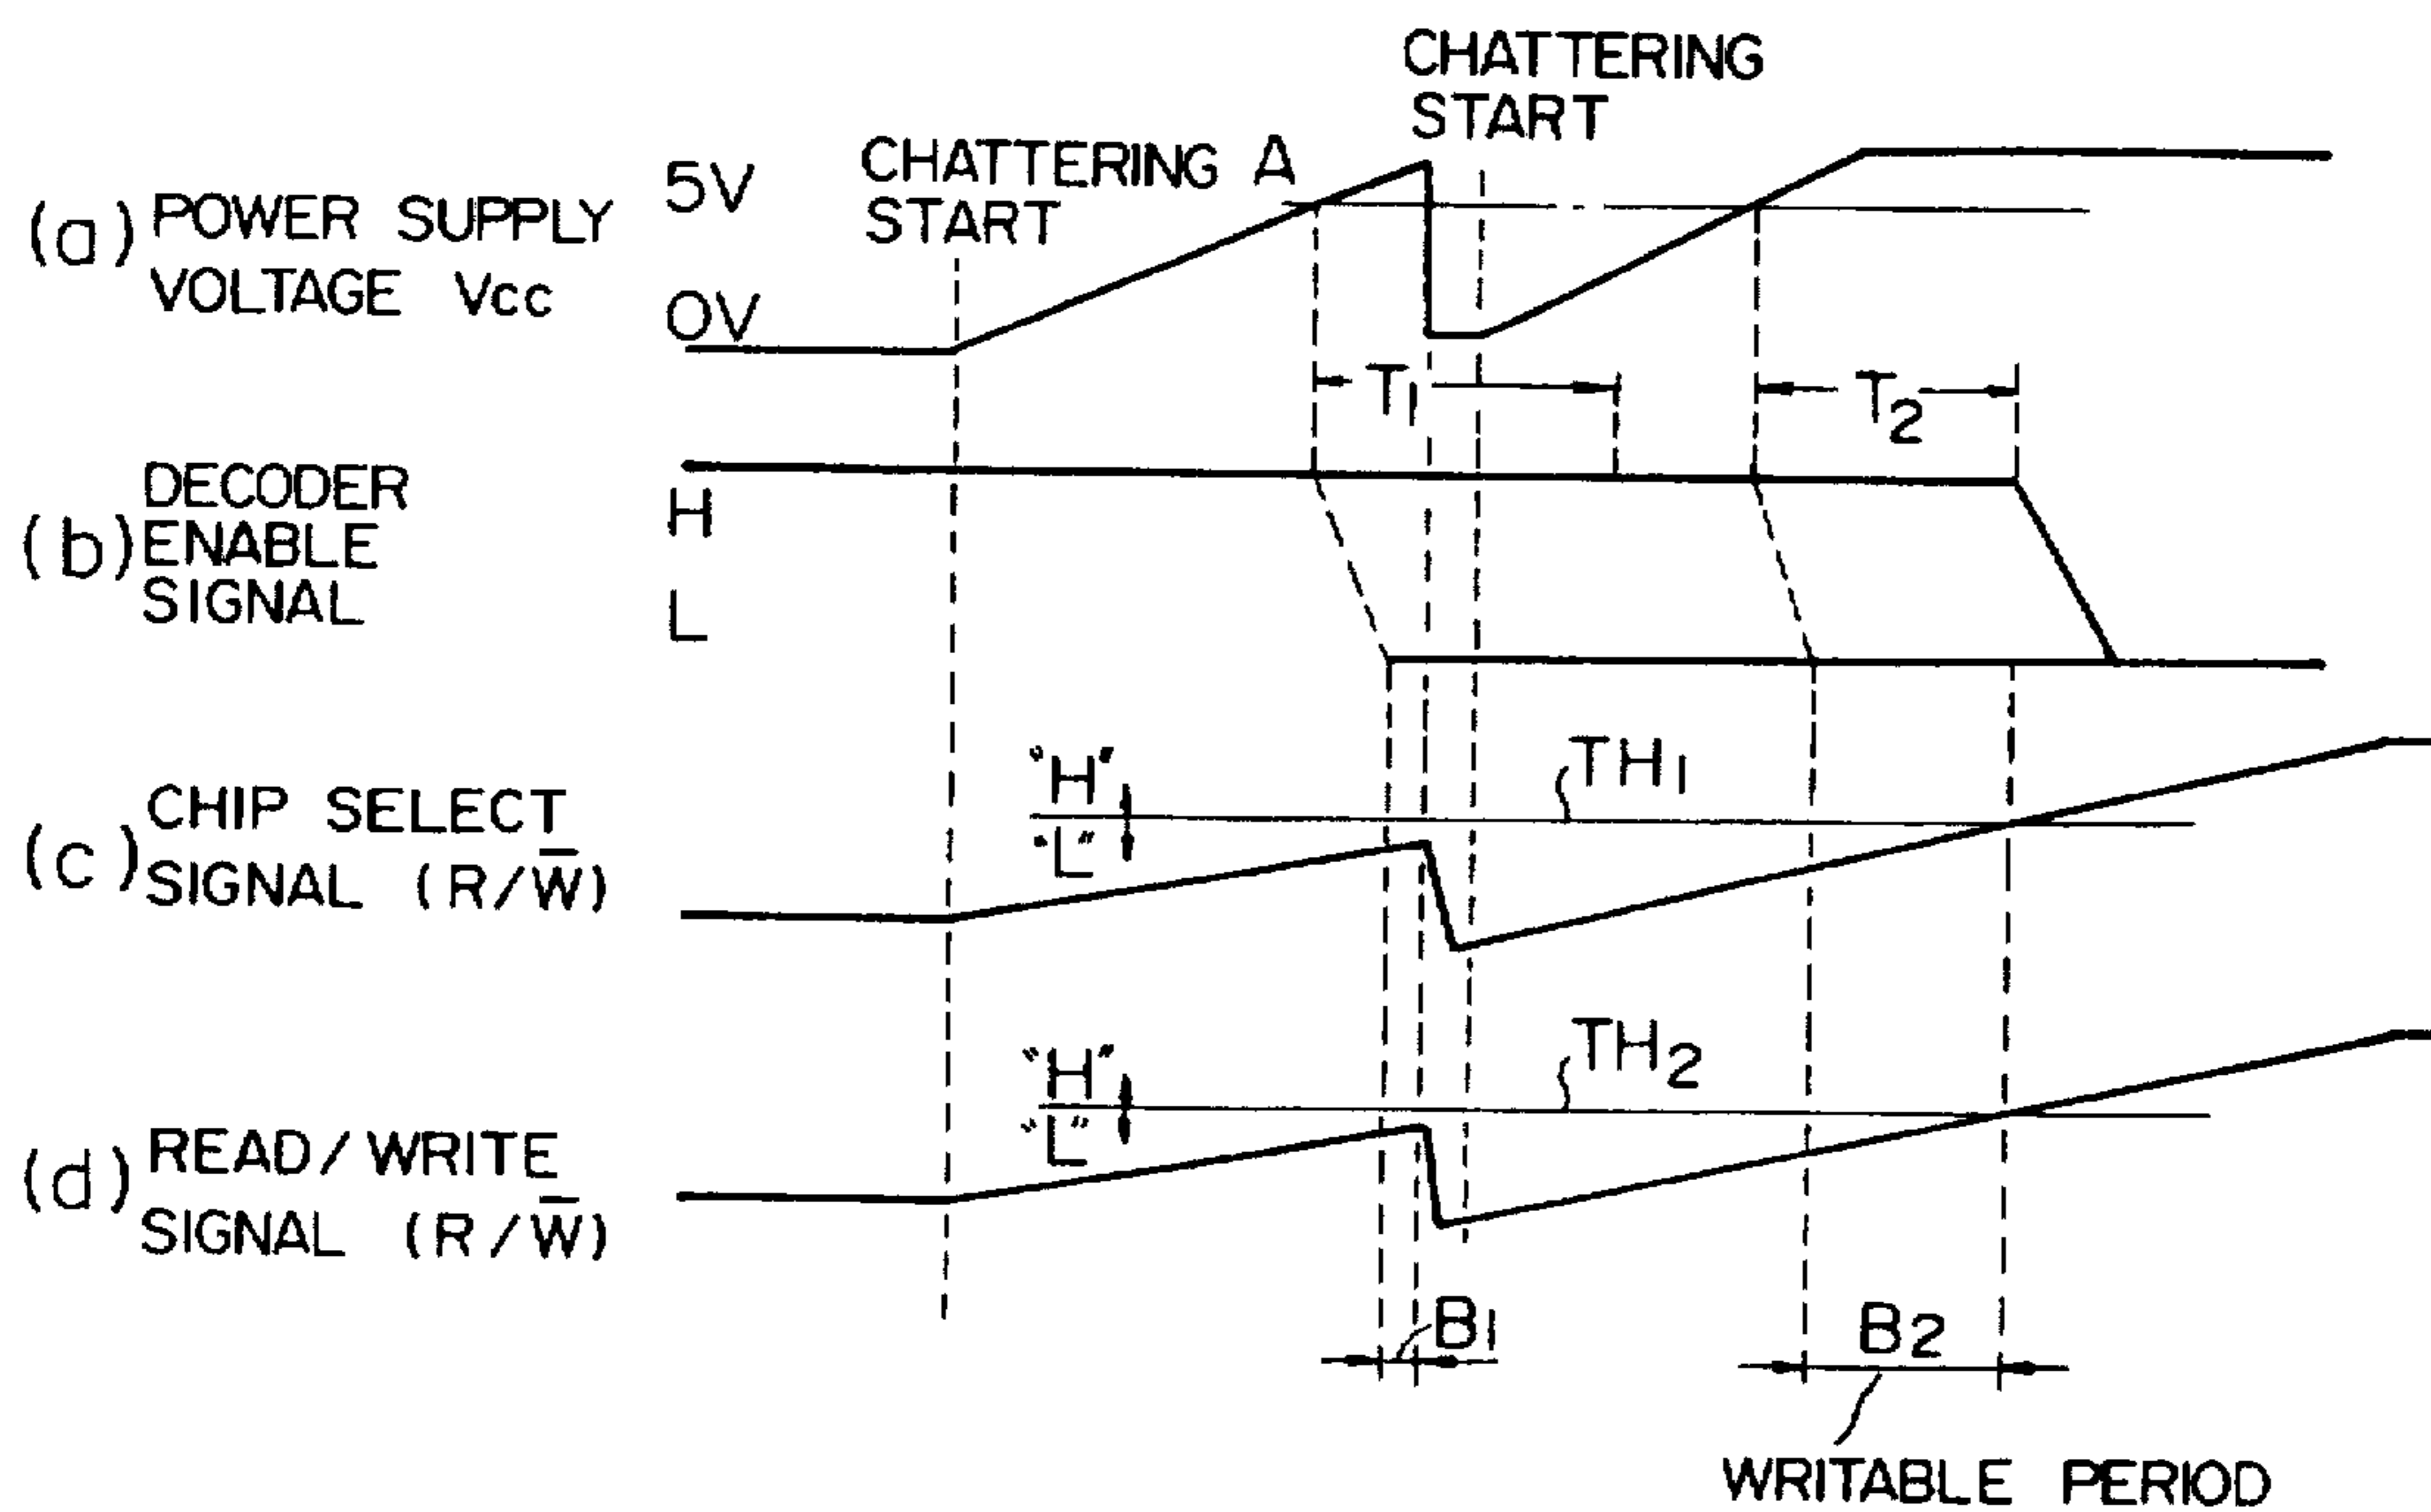 CHATTERING
START
CHATTERING A
START
5V
(a) POWER SUPPLY
VOLTAGE Vcc
0V
T1
T2
(b) DECODER
ENABLE
SIGNAL
H
L
"H"
TH1
"L"
(c) CHIP SELECT
SIGNAL (R/W̅)
"H"
TH2
"L"
(d) READ/WRITE
SIGNAL (R/W̅)
B1
B2
WRITABLE PERIOD